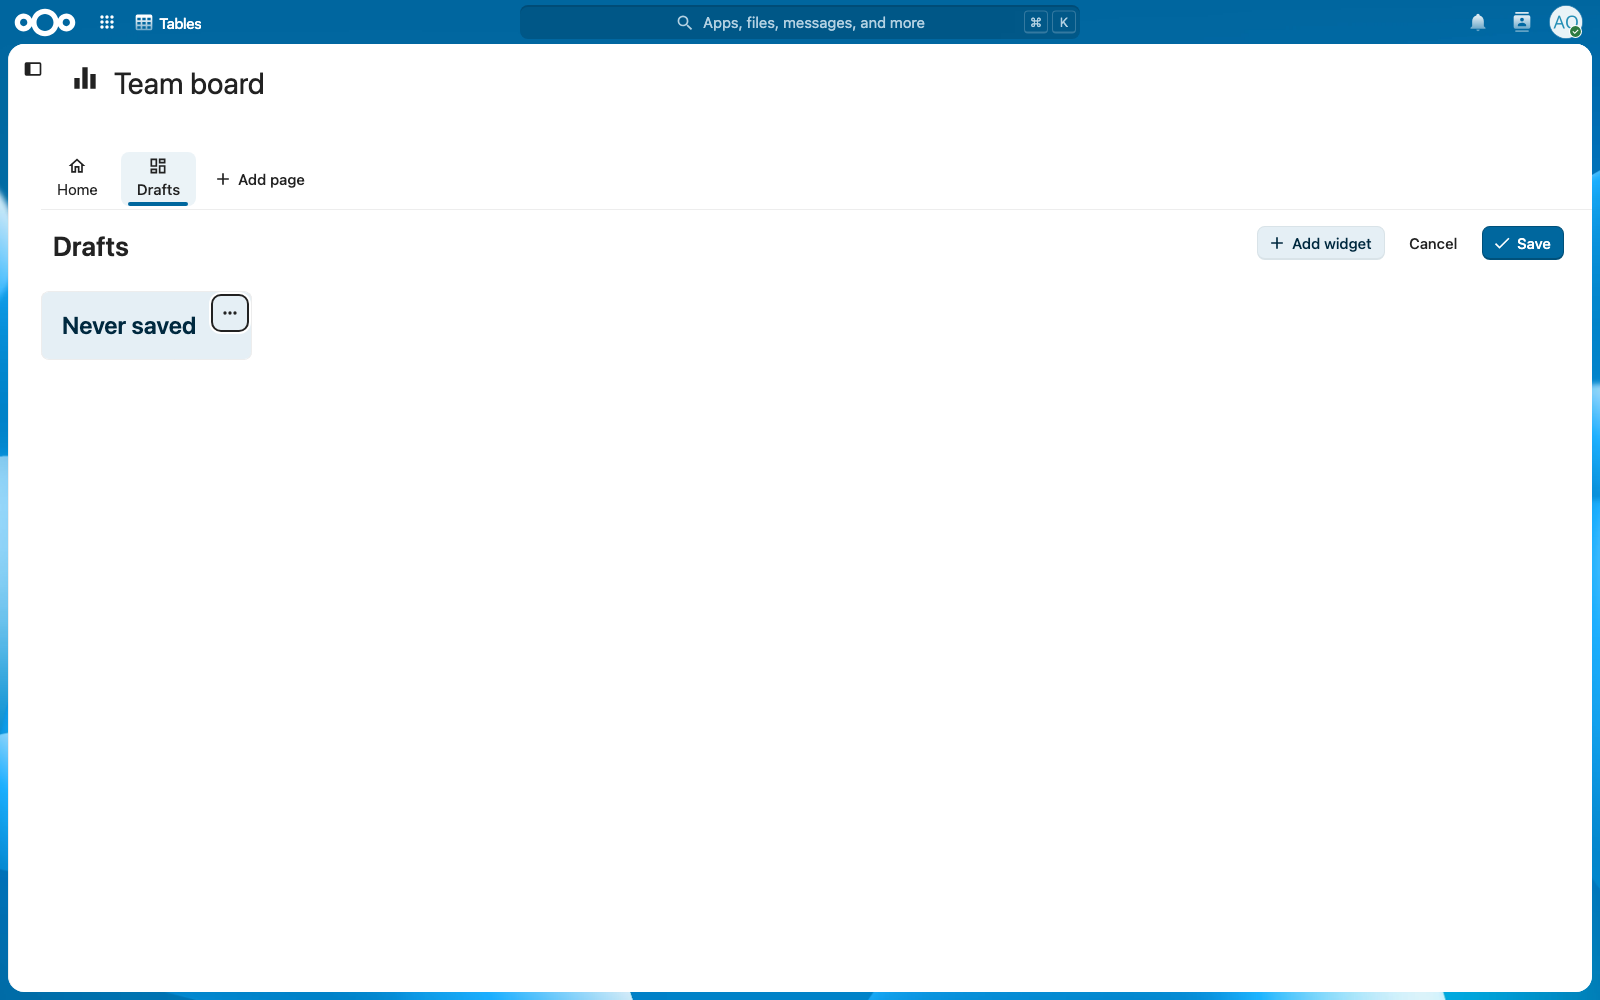 Tables
Apps, files, messages, and more
⌘ K
AO
Team board
Home
Drafts
Add page
Drafts
Add widget
Cancel
Save
Never saved